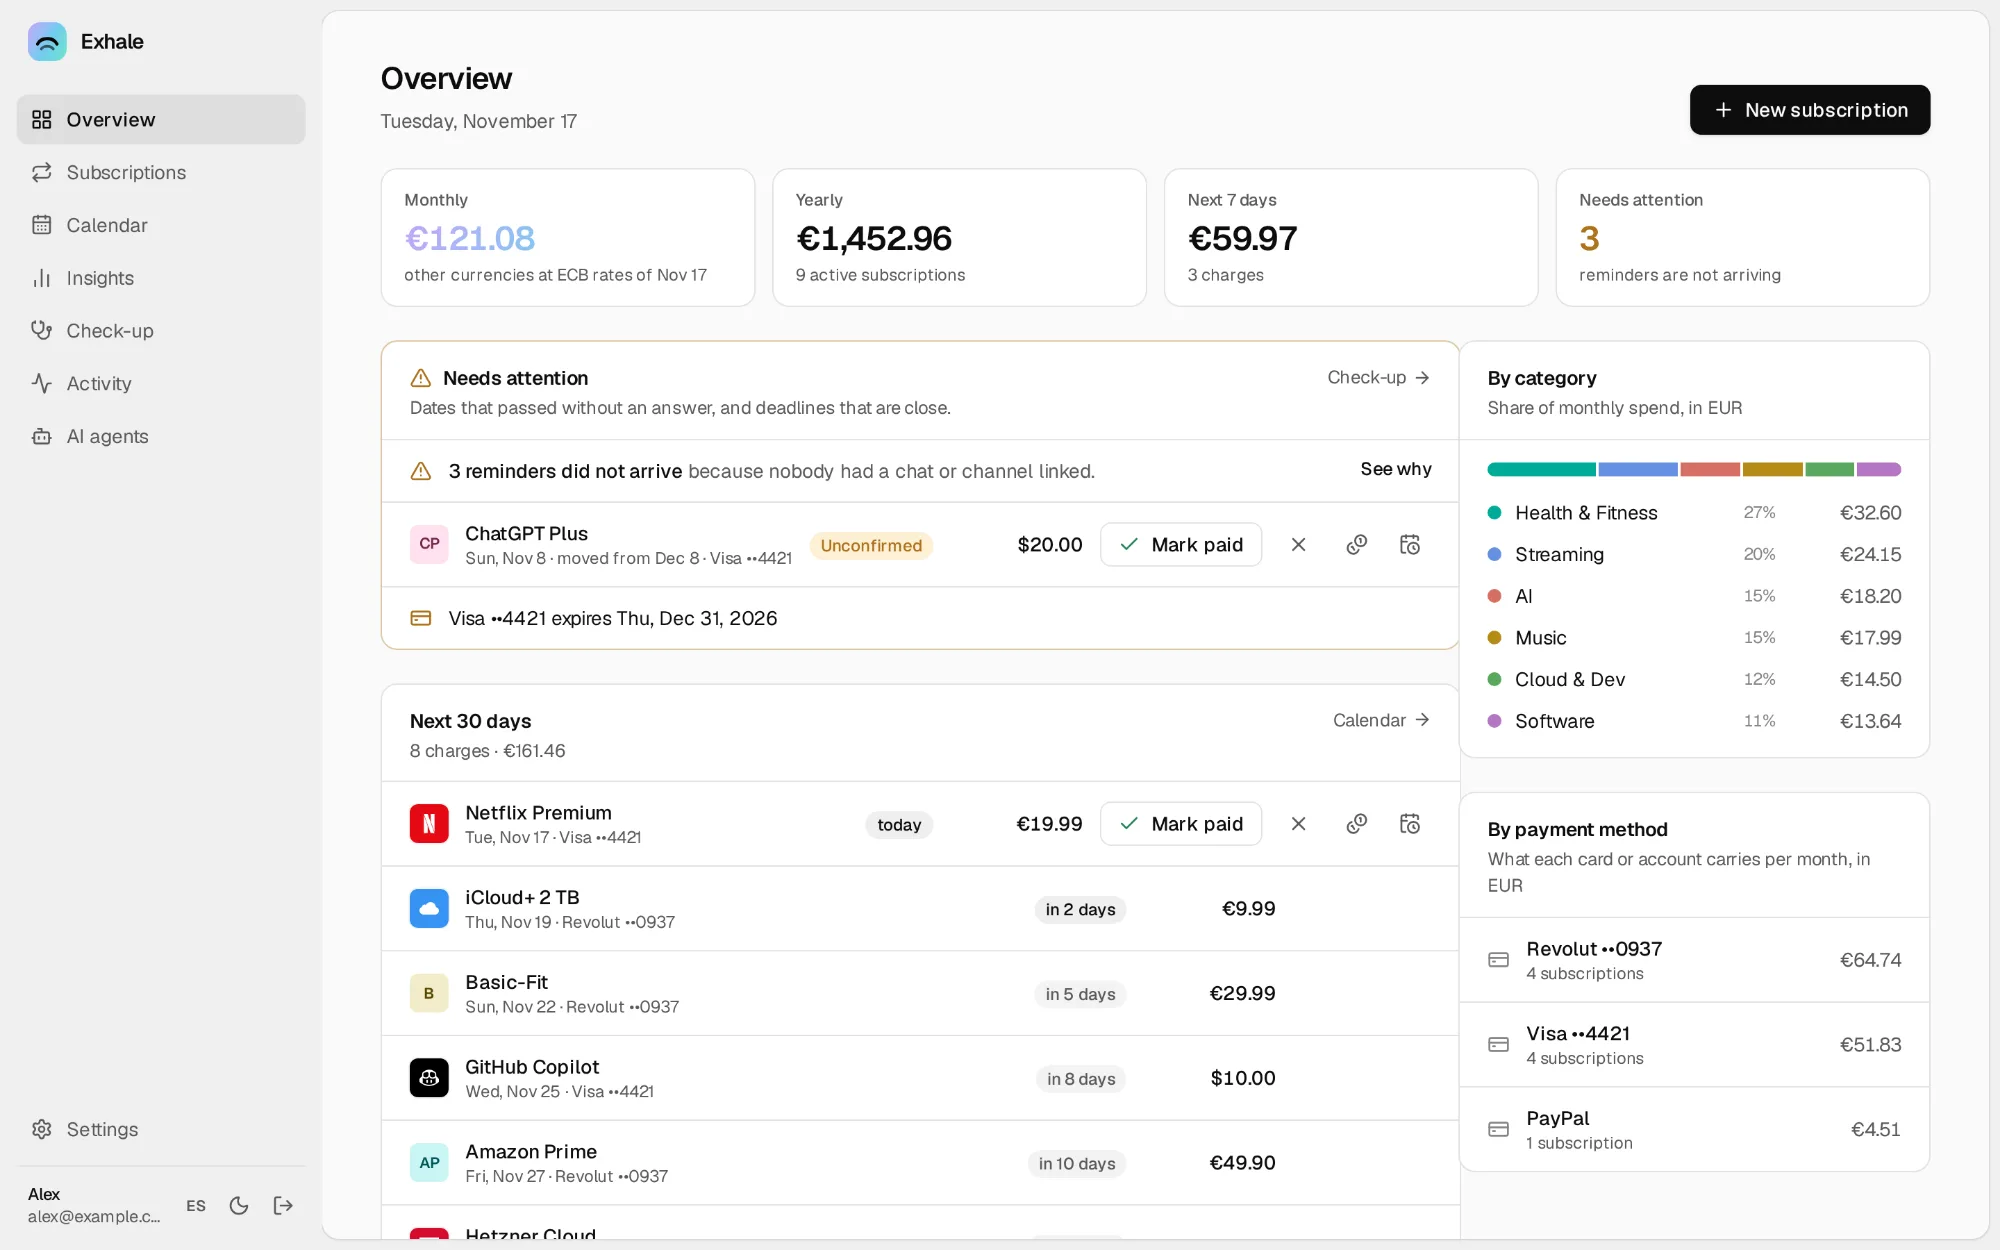 Exhale
Overview
Subscriptions
Calendar
Insights
Check-up
Activity
AI agents
Settings
Alex
alex@example.c...
ES
Overview
Tuesday, November 17
New subscription
Monthly
€121.08
other currencies at ECB rates of Nov 17
Yearly
€1,452.96
9 active subscriptions
Next 7 days
€59.97
3 charges
Needs attention
3
reminders are not arriving
Needs attention
Check-up →
Dates that passed without an answer, and deadlines that are close.
3 reminders did not arrive because nobody had a chat or channel linked.
See why
CP
ChatGPT Plus
Sun, Nov 8 · moved from Dec 8 · Visa ••4421
Unconfirmed
$20.00
Mark paid
Visa ••4421 expires Thu, Dec 31, 2026
Next 30 days
Calendar →
8 charges · €161.46
N
Netflix Premium
Tue, Nov 17 · Visa ••4421
today
€19.99
Mark paid
iCloud+ 2 TB
Thu, Nov 19 · Revolut ••0937
in 2 days
€9.99
B
Basic-Fit
Sun, Nov 22 · Revolut ••0937
in 5 days
€29.99
GitHub Copilot
Wed, Nov 25 · Visa ••4421
in 8 days
$10.00
AP
Amazon Prime
Fri, Nov 27 · Revolut ••0937
in 10 days
€49.90
Hetzner Cloud
By category
Share of monthly spend, in EUR
Health & Fitness 27% €32.60
Streaming 20% €24.15
AI 15% €18.20
Music 15% €17.99
Cloud & Dev 12% €14.50
Software 11% €13.64
By payment method
What each card or account carries per month, in
EUR
Revolut ••0937
4 subscriptions
€64.74
Visa ••4421
4 subscriptions
€51.83
PayPal
1 subscription
€4.51